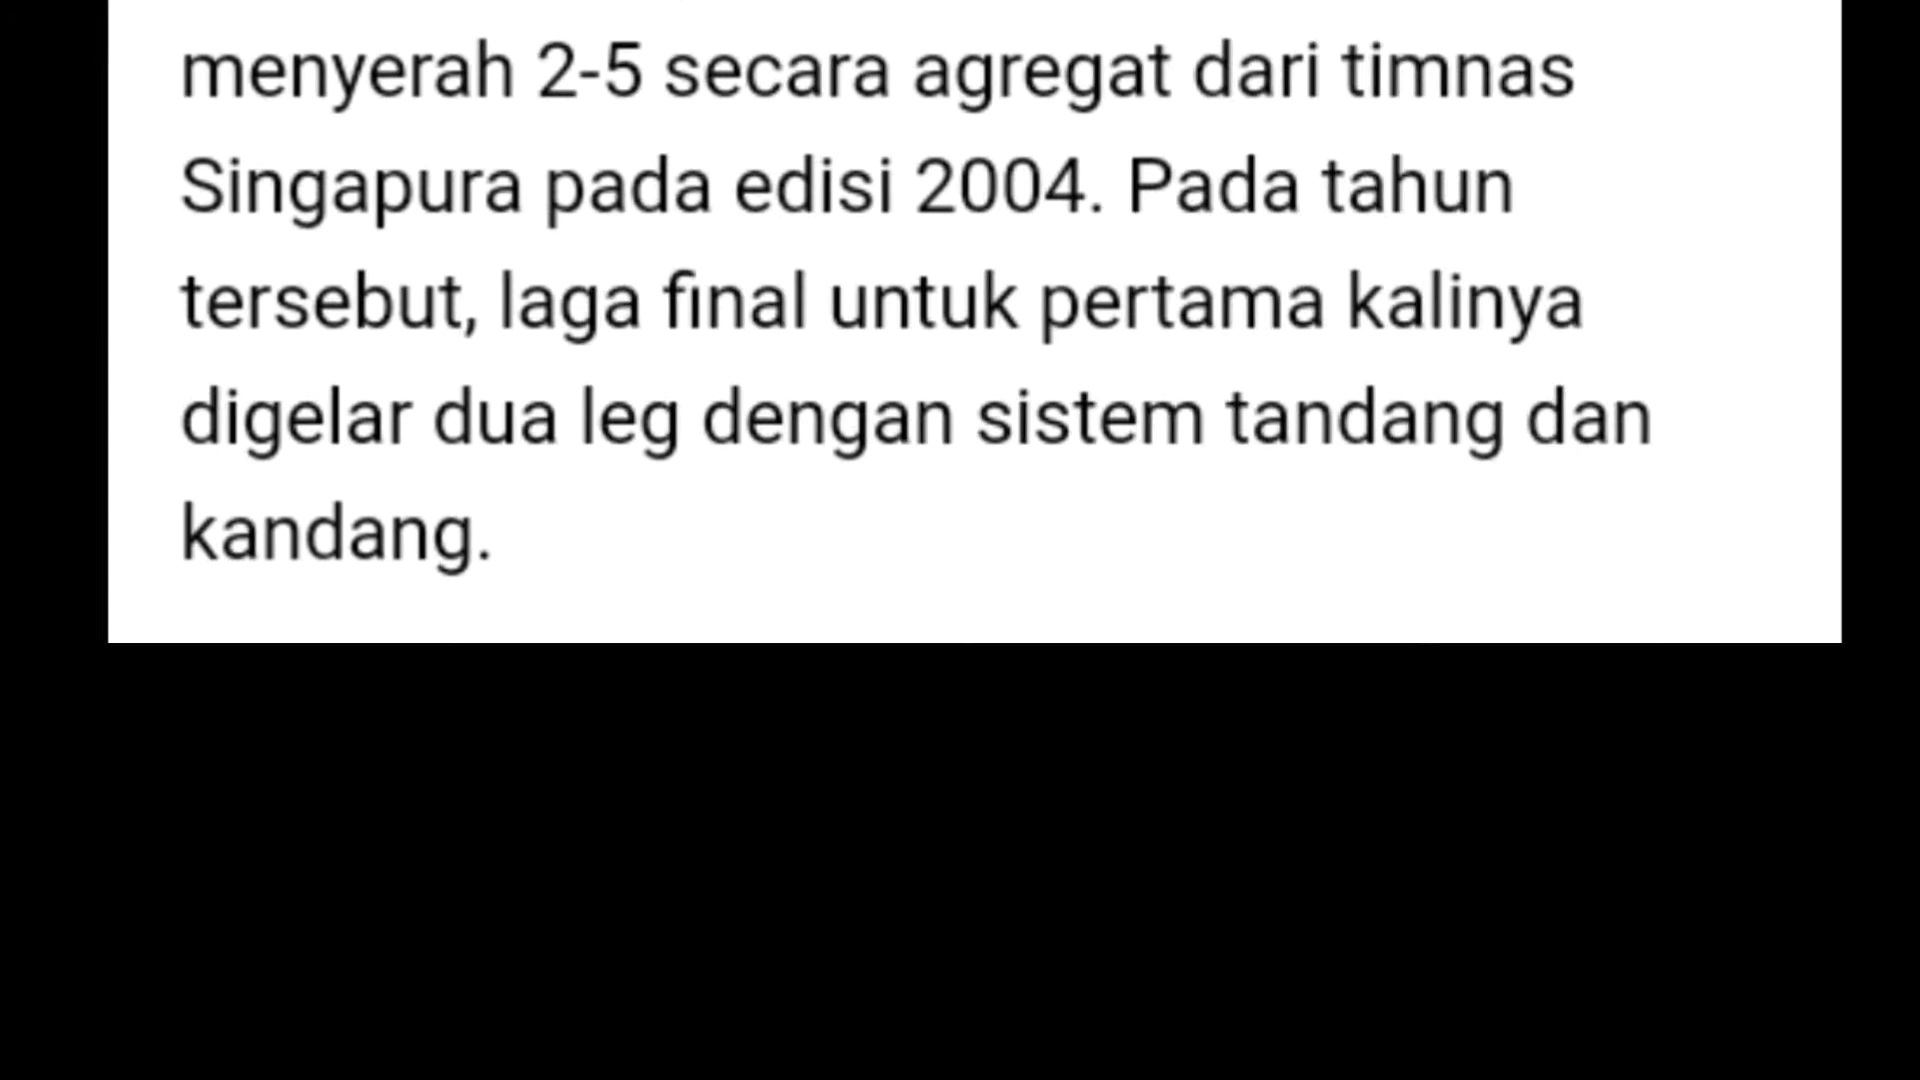 menyerah 2-5 secara agregat dari timnas
Singapura pada edisi 2004. Pada tahun
tersebut, laga final untuk pertama kalinya
digelar dua leg dengan sistem tandang dan
kandang.